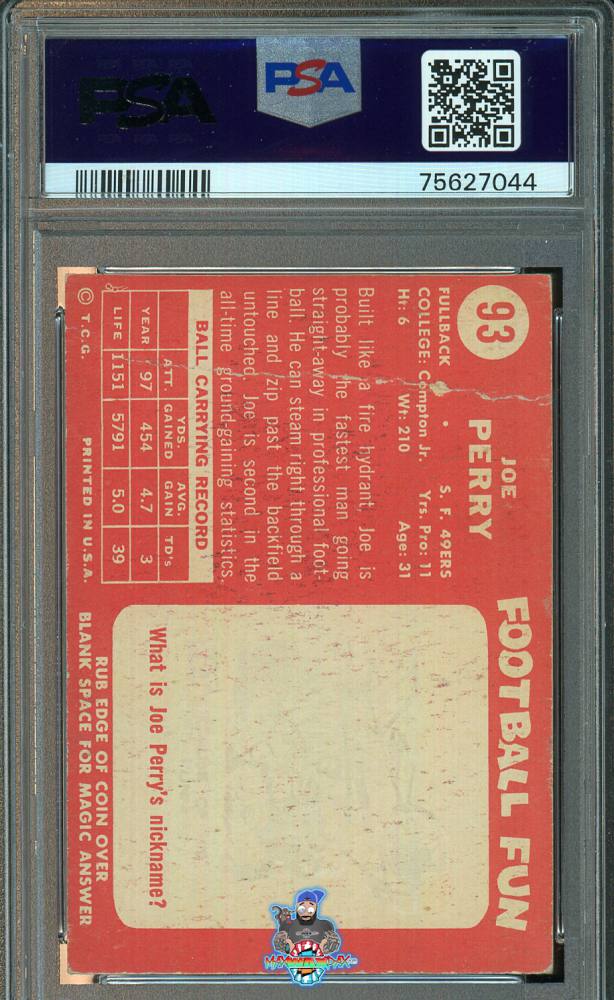 PSA
PSA
75627044
93
JOE
PERRY
FULLBACK • S. F. 49ERS
COLLEGE: Compton Jr. Yrs. Pro: 11
Ht: 6 Wt: 210 Age: 31
Built like a fire hydrant, Joe is
probably the fastest man going
straight-away in professional foot-
ball. He can steam right through a
line and zip past the backfield
untouched. Joe is second in the
all-time ground-gaining statistics.
BALL CARRYING RECORD
ATT. YDS. GAINED AVG. GAIN TD's
YEAR 97 454 4.7 3
LIFE 1151 5791 5.0 39
© T.C.G. PRINTED IN U.S.A.
FOOTBALL FUN
What is Joe Perry's nickname?
RUB EDGE OF COIN OVER
BLANK SPACE FOR MAGIC ANSWER